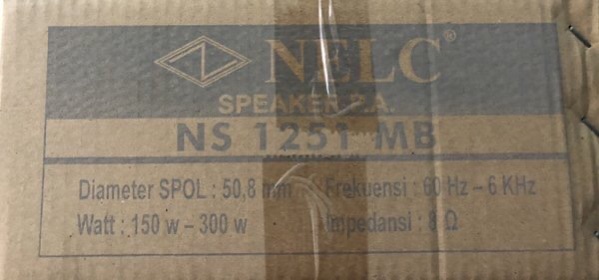 NELC®
SPEAKER P.A.
NS 1251 MB
Diameter SPOL : 50,8 mm Frekuensi : 60 Hz – 6 KHz
Watt : 150 w – 300 w Impedansi : 8 Ω